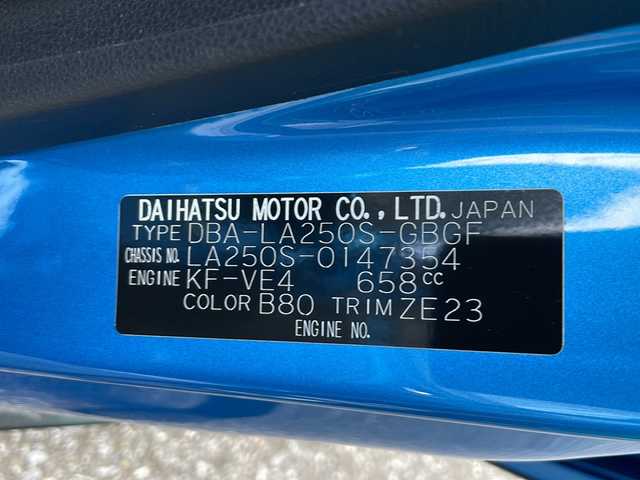 DAIHATSU MOTOR CO., LTD. JAPAN
TYPE DBA-LA250S-GBGF
CHASSIS NO. LA250S-0147354
ENGINE KF-VE4 658cc
COLOR B80 TRIM ZE23
ENGINE NO.